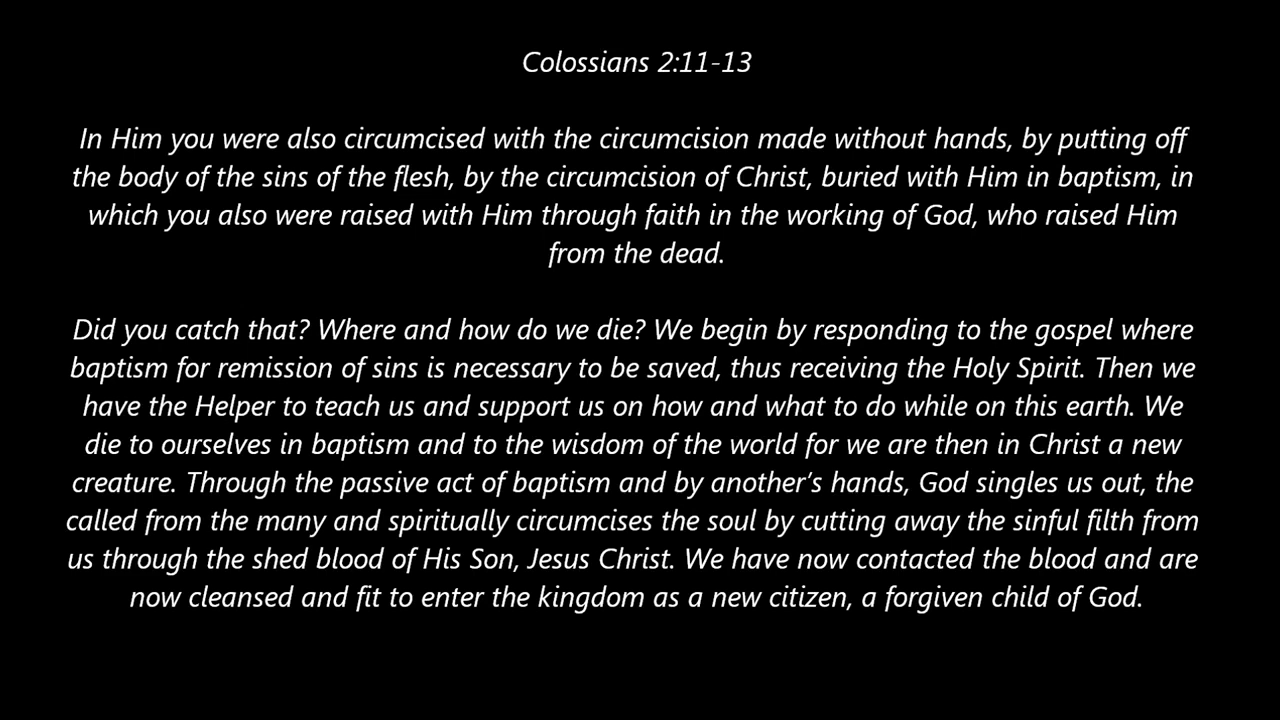 Colossians 2:11-13
In Him you were also circumcised with the circumcision made without hands, by putting off
the body of the sins of the flesh, by the circumcision of Christ, buried with Him in baptism, in
which you also were raised with Him through faith in the working of God, who raised Him
from the dead.
Did you catch that? Where and how do we die? We begin by responding to the gospel where
baptism for remission of sins is necessary to be saved, thus receiving the Holy Spirit. Then we
have the Helper to teach us and support us on how and what to do while on this earth. We
die to ourselves in baptism and to the wisdom of the world for we are then in Christ a new
creature. Through the passive act of baptism and by another’s hands, God singles us out, the
called from the many and spiritually circumcises the soul by cutting away the sinful filth from
us through the shed blood of His Son, Jesus Christ. We have now contacted the blood and are
now cleansed and fit to enter the kingdom as a new citizen, a forgiven child of God.